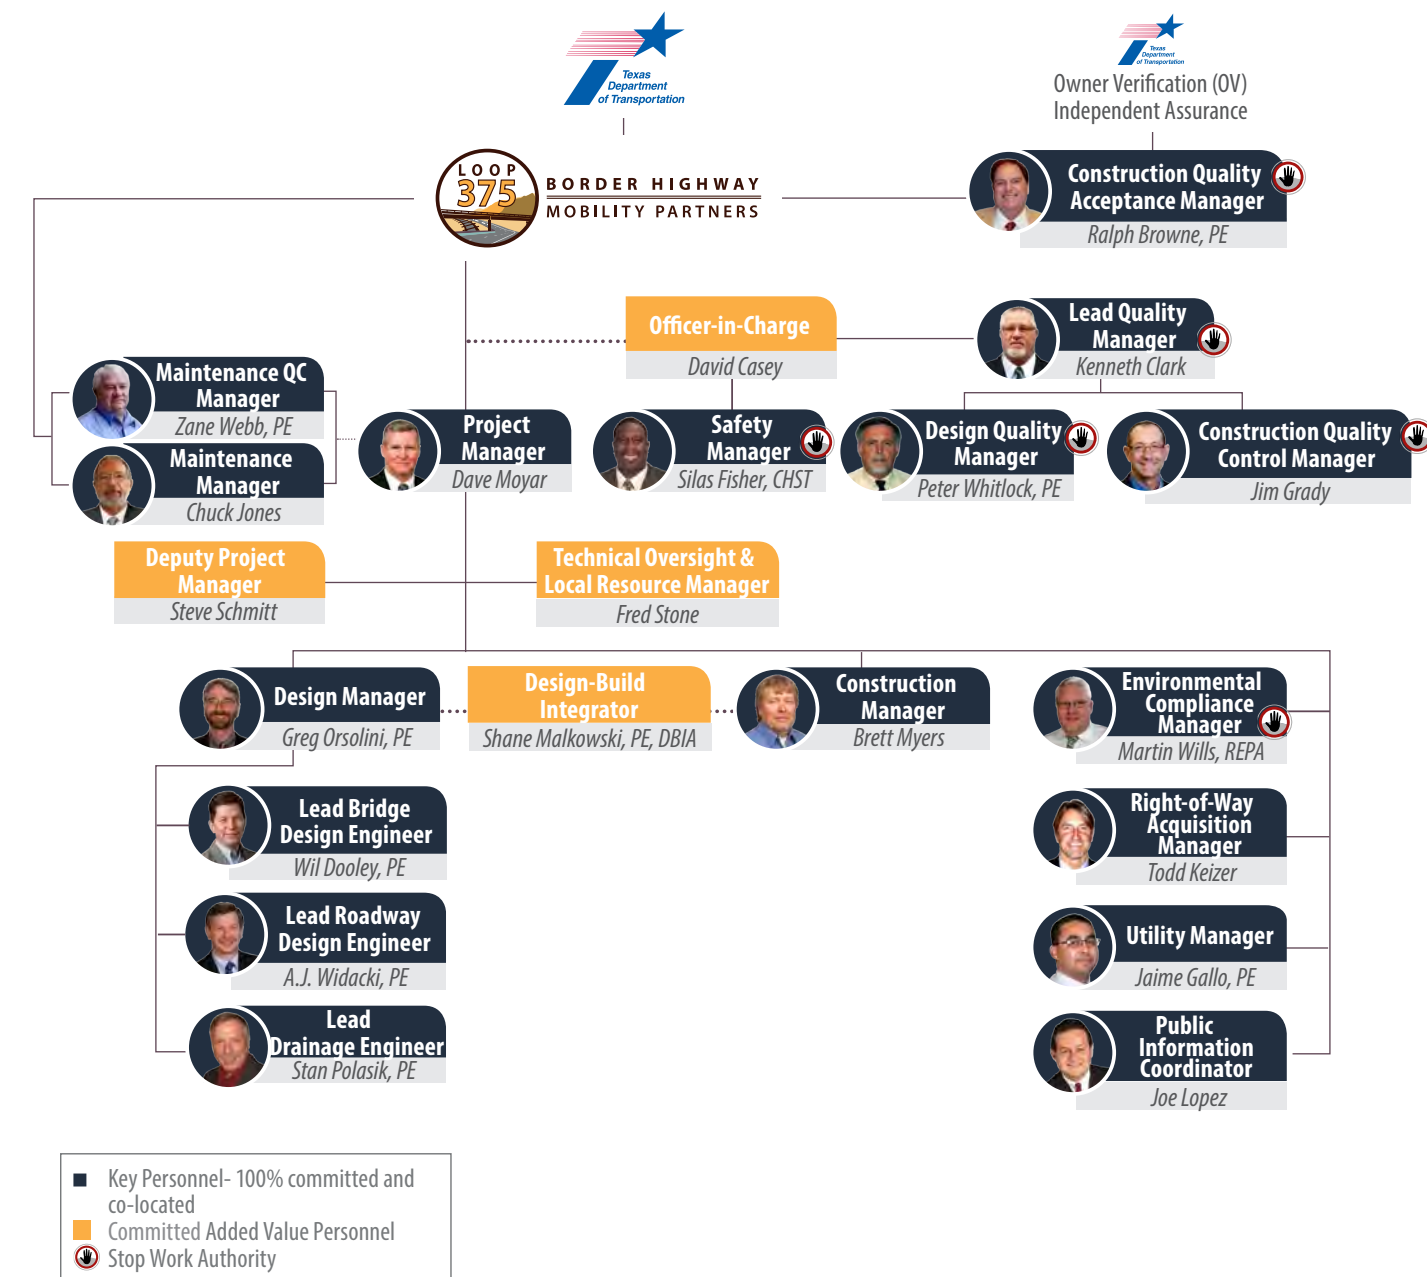 Texas
Department
of Transportation
Texas
Department
of Transportation
Owner Verification (OV)
Independent Assurance
LOOP
375
BORDER HIGHWAY
MOBILITY PARTNERS
Construction Quality
Acceptance Manager
Ralph Browne, PE
Officer-in-Charge
David Casey
Lead Quality
Manager
Kenneth Clark
Maintenance QC
Manager
Zane Webb, PE
Maintenance
Manager
Chuck Jones
Project
Manager
Dave Moyar
Safety
Manager
Silas Fisher, CHST
Design Quality
Manager
Peter Whitlock, PE
Construction Quality
Control Manager
Jim Grady
Deputy Project
Manager
Steve Schmitt
Technical Oversight &
Local Resource Manager
Fred Stone
Design Manager
Greg Orsolini, PE
Design-Build
Integrator
Shane Malkowski, PE, DBIA
Construction
Manager
Brett Myers
Environmental
Compliance
Manager
Martin Wills, REPA
Lead Bridge
Design Engineer
Wil Dooley, PE
Right-of-Way
Acquisition
Manager
Todd Keizer
Lead Roadway
Design Engineer
A.J. Widacki, PE
Utility Manager
Jaime Gallo, PE
Lead
Drainage Engineer
Stan Polasik, PE
Public
Information
Coordinator
Joe Lopez
Key Personnel- 100% committed and
co-located
Committed Added Value Personnel
Stop Work Authority